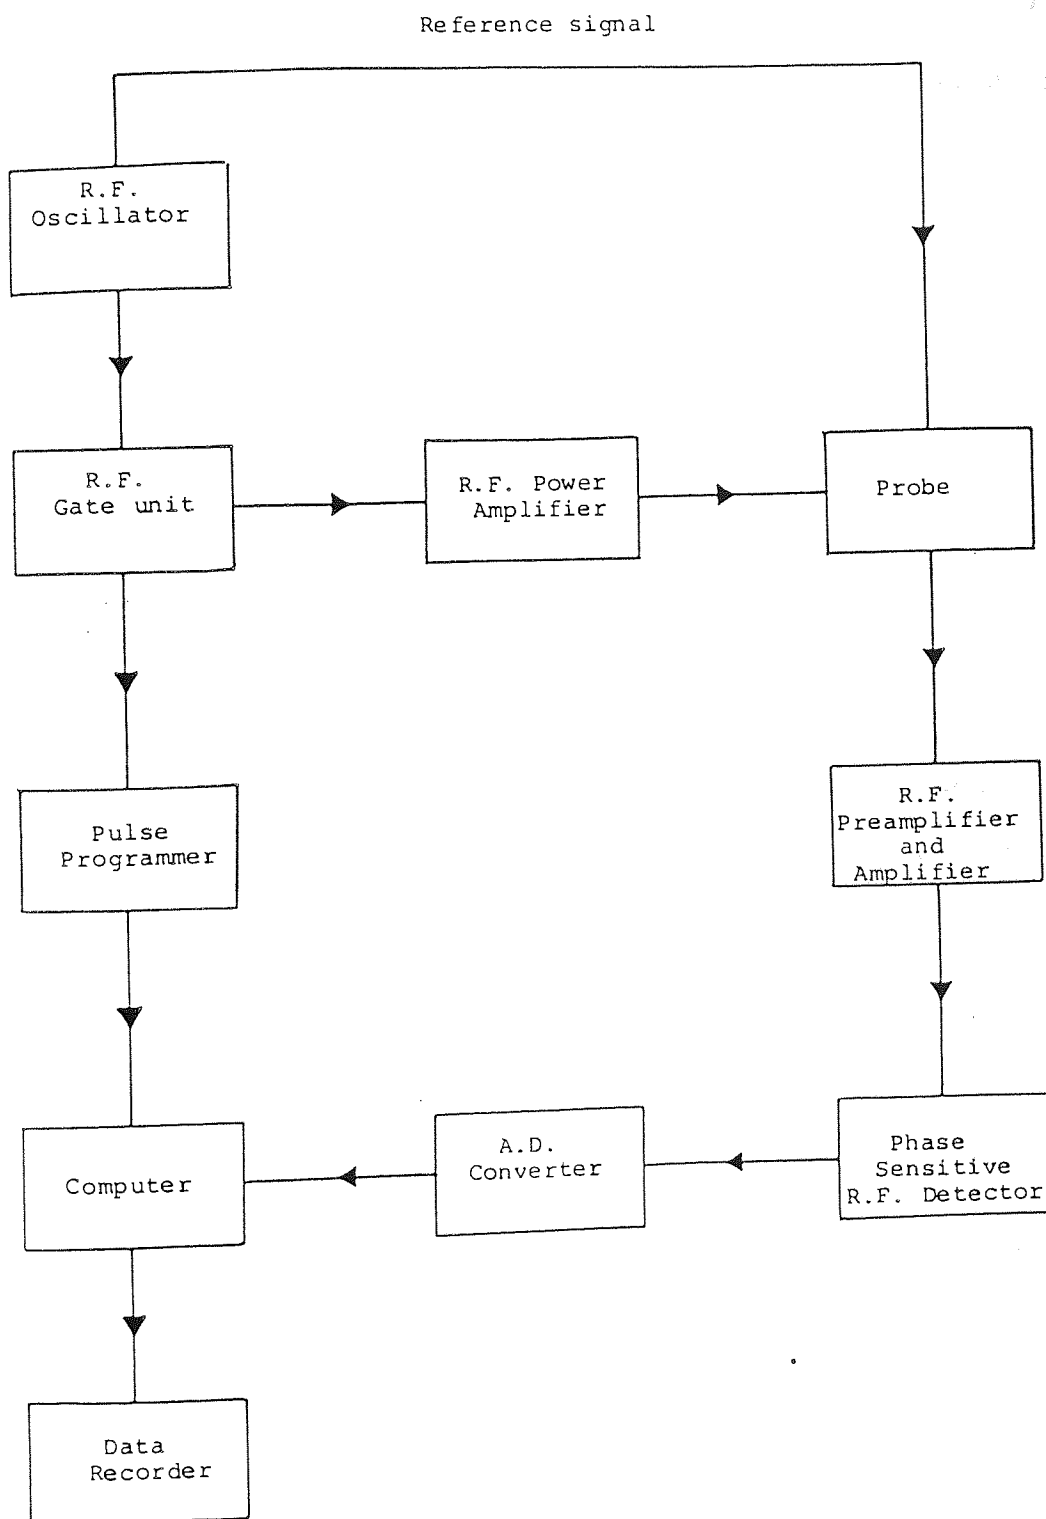 Reference signal
R.F.
Oscillator
R.F.
Gate unit
R.F. Power
Amplifier
Probe
Pulse
Programmer
R.F.
Preamplifier
and
Amplifier
Computer
A.D.
Converter
Phase
Sensitive
R.F. Detector
Data
Recorder